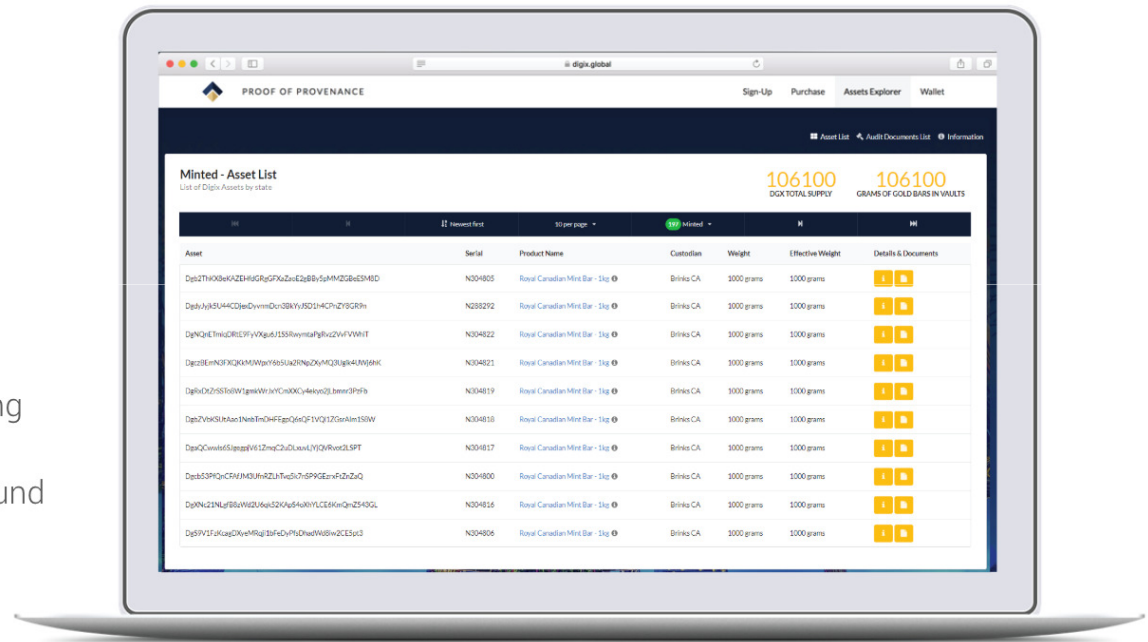 digix.global
PROOF OF PROVENANCE
Sign-Up Purchase Assets Explorer Wallet
Asset List Audit Documents List Information
Minted - Asset List
List of Digix Assets by state
106100
DGX TOTAL SUPPLY
106100
GRAMS OF GOLD BARS IN VAULTS
Newest first 10 per page 197 Minted
Asset Serial Product Name Custodian Weight Effective Weight Details & Documents
N304805 Royal Canadian Mint Bar - 1kg Brinks CA 1000 grams 1000 grams
N288292 Royal Canadian Mint Bar - 1kg Brinks CA 1000 grams 1000 grams
N304822 Royal Canadian Mint Bar - 1kg Brinks CA 1000 grams 1000 grams
N304821 Royal Canadian Mint Bar - 1kg Brinks CA 1000 grams 1000 grams
N304819 Royal Canadian Mint Bar - 1kg Brinks CA 1000 grams 1000 grams
N304818 Royal Canadian Mint Bar - 1kg Brinks CA 1000 grams 1000 grams
N304817 Royal Canadian Mint Bar - 1kg Brinks CA 1000 grams 1000 grams
N304800 Royal Canadian Mint Bar - 1kg Brinks CA 1000 grams 1000 grams
N304816 Royal Canadian Mint Bar - 1kg Brinks CA 1000 grams 1000 grams
N304806 Royal Canadian Mint Bar - 1kg Brinks CA 1000 grams 1000 grams
ng
und